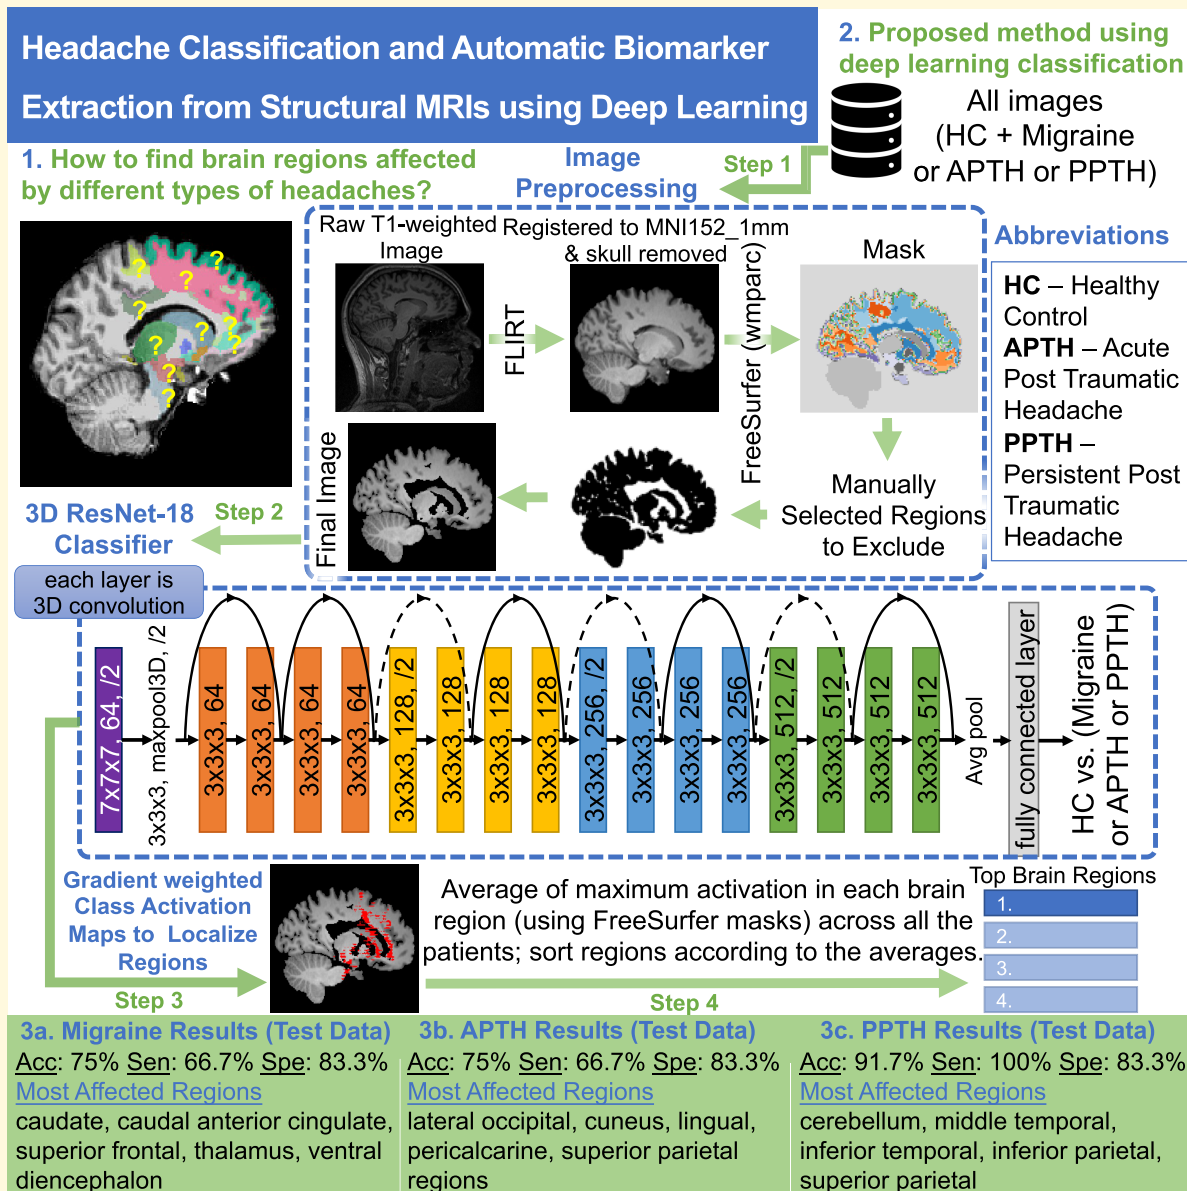 Headache Classification and Automatic Biomarker
Extraction from Structural MRIs using Deep Learning
2. Proposed method using
deep learning classification
All images
(HC + Migraine
or APTH or PPTH)
Step 1
1. How to find brain regions affected
by different types of headaches?
? ? ? ? ? ? ? ? ? ?
Image
Preprocessing
Raw T1-weighted
Image
FLIRT
Registered to MNI152_1mm
& skull removed
FreeSurfer (wmparc)
Mask
Manually
Selected Regions
to Exclude
Final Image
Abbreviations
HC – Healthy
Control
APTH – Acute
Post Traumatic
Headache
PPTH –
Persistent Post
Traumatic
Headache
Step 2
3D ResNet-18
Classifier
each layer is
3D convolution
7x7x7, 64, /2
3x3x3, maxpool3D, /2
3x3x3, 64
3x3x3, 64
3x3x3, 64
3x3x3, 64
3x3x3, 128, /2
3x3x3, 128
3x3x3, 128
3x3x3, 128
3x3x3, 256, /2
3x3x3, 256
3x3x3, 256
3x3x3, 256
3x3x3, 512, /2
3x3x3, 512
3x3x3, 512
3x3x3, 512
Avg pool
fully connected layer
HC vs. (Migraine
or APTH or PPTH)
Gradient weighted
Class Activation
Maps to Localize
Regions
Step 3
Average of maximum activation in each brain
region (using FreeSurfer masks) across all the
patients; sort regions according to the averages.
Step 4
Top Brain Regions
1.
2.
3.
4.
3a. Migraine Results (Test Data)
Acc: 75% Sen: 66.7% Spe: 83.3%
Most Affected Regions
caudate, caudal anterior cingulate,
superior frontal, thalamus, ventral
diencephalon
3b. APTH Results (Test Data)
Acc: 75% Sen: 66.7% Spe: 83.3%
Most Affected Regions
lateral occipital, cuneus, lingual,
pericalcarine, superior parietal
regions
3c. PPTH Results (Test Data)
Acc: 91.7% Sen: 100% Spe: 83.3%
Most Affected Regions
cerebellum, middle temporal,
inferior temporal, inferior parietal,
superior parietal